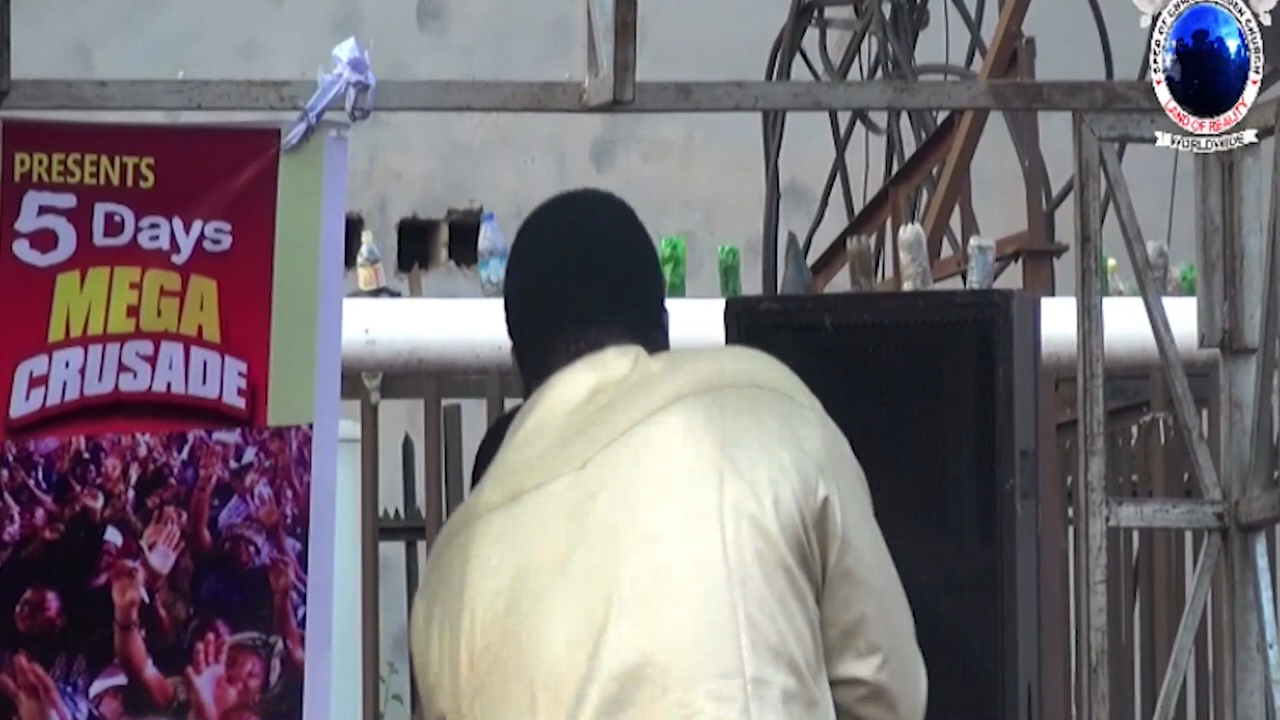 PRESENTS
5 Days
MEGA
CRUSADE
LAND OF REALITY
WORLDWIDE